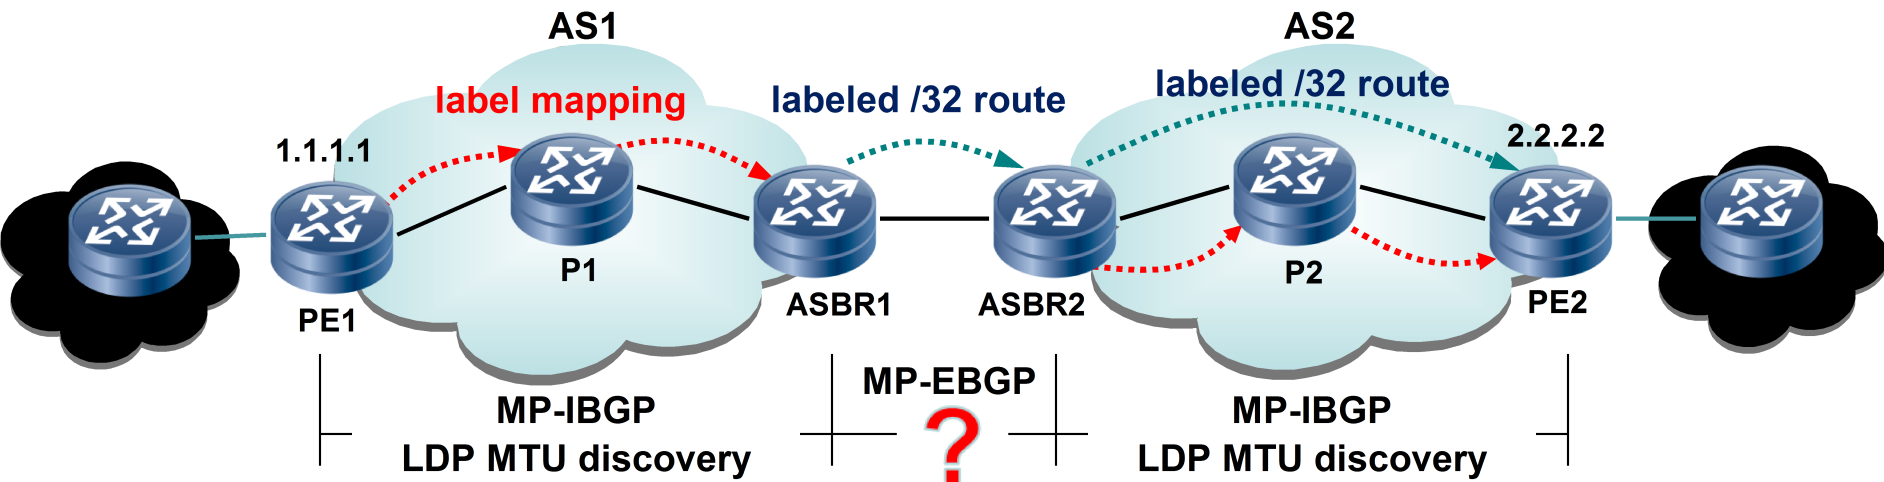 AS1
AS2
label mapping
labeled /32 route
labeled /32 route
1.1.1.1
2.2.2.2
PE1
P1
ASBR1
ASBR2
P2
PE2
MP-IBGP
LDP MTU discovery
MP-EBGP
?
MP-IBGP
LDP MTU discovery